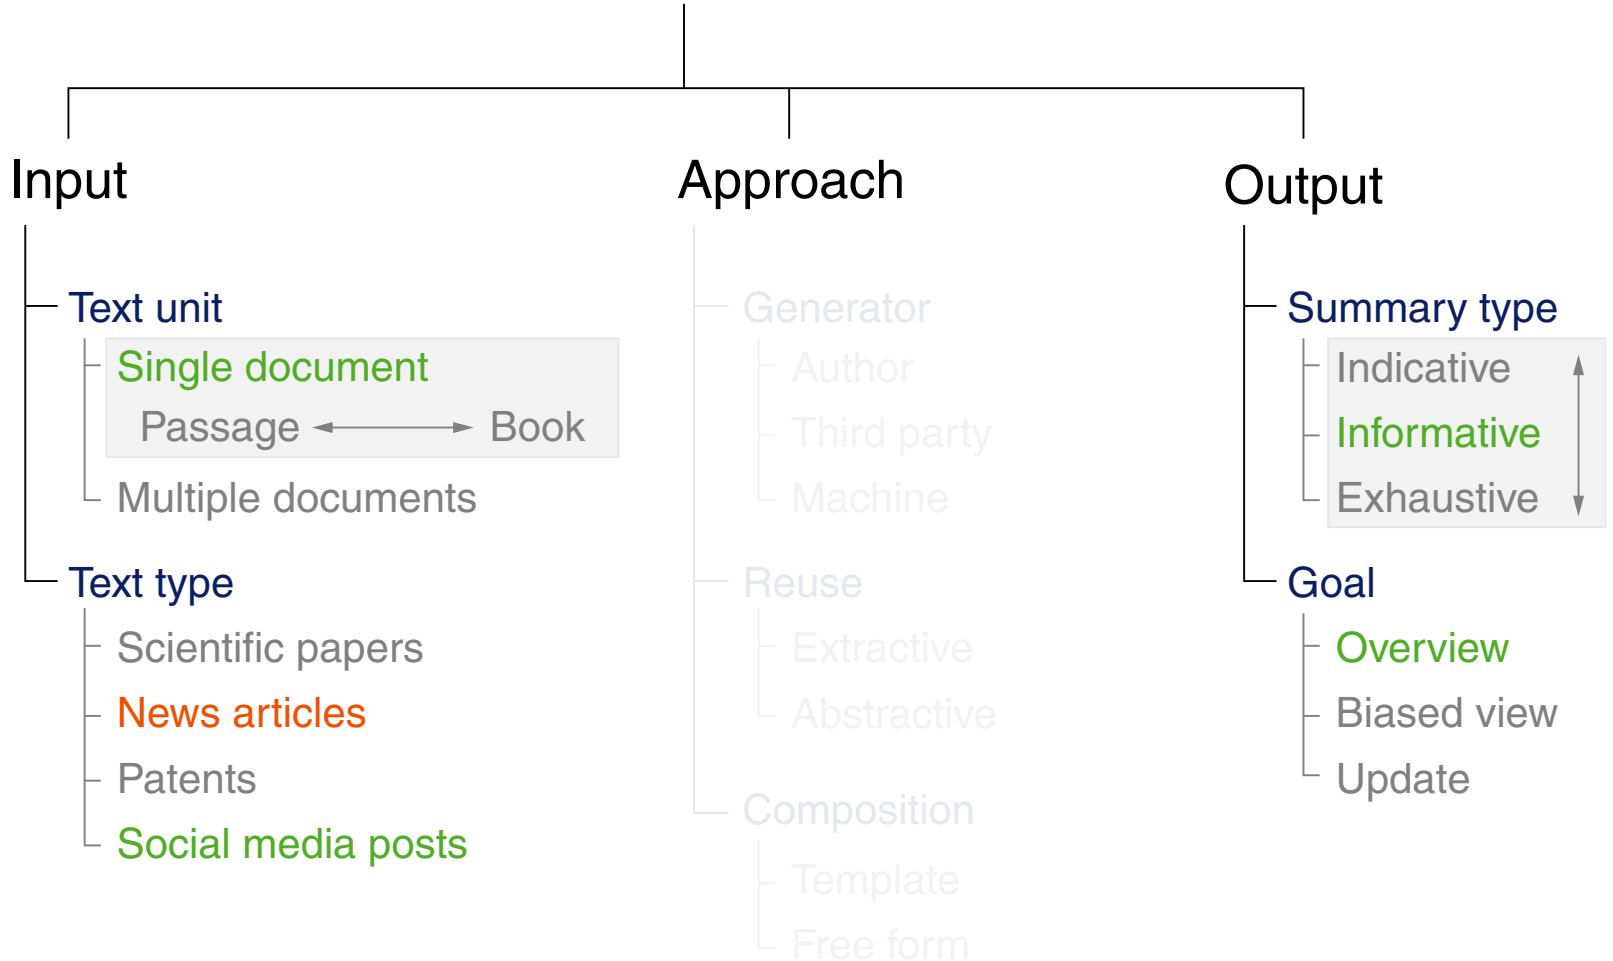 Input
Text unit
Single document
Passage Book
Multiple documents
Text type
Scientific papers
News articles
Patents
Social media posts
Approach
Generator
Author
Third party
Machine
Reuse
Extractive
Abstractive
Composition
Template
Free form
Output
Summary type
Indicative
Informative
Exhaustive
Goal
Overview
Biased view
Update